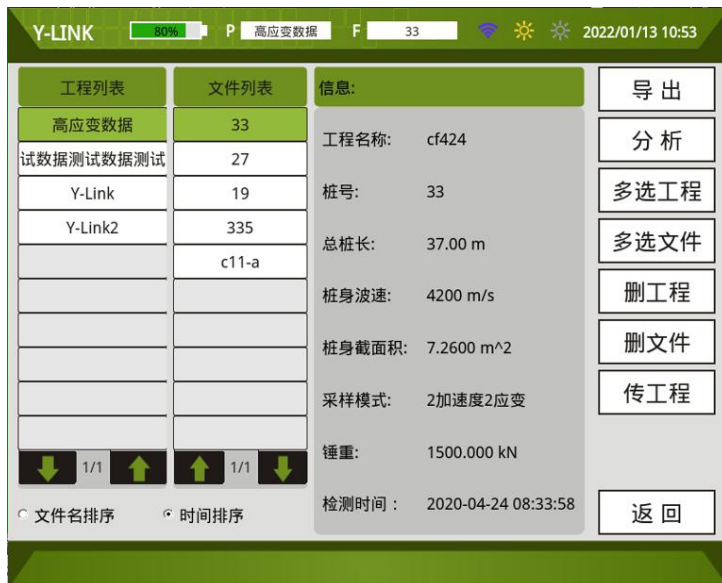 Y-LINK 80% P 高应变数据 F 33 2022/01/13 10:53
工程列表
高应变数据
试数据测试数据测试
Y-Link
Y-Link2
1/1
文件列表
33
27
19
335
c11-a
1/1
文件名排序
时间排序
信息:
工程名称: cf424
桩号: 33
总桩长: 37.00 m
桩身波速: 4200 m/s
桩身截面积: 7.2600 m^2
采样模式: 2加速度2应变
锤重: 1500.000 kN
检测时间： 2020-04-24 08:33:58
导 出
分 析
多选工程
多选文件
删工程
删文件
传工程
返 回